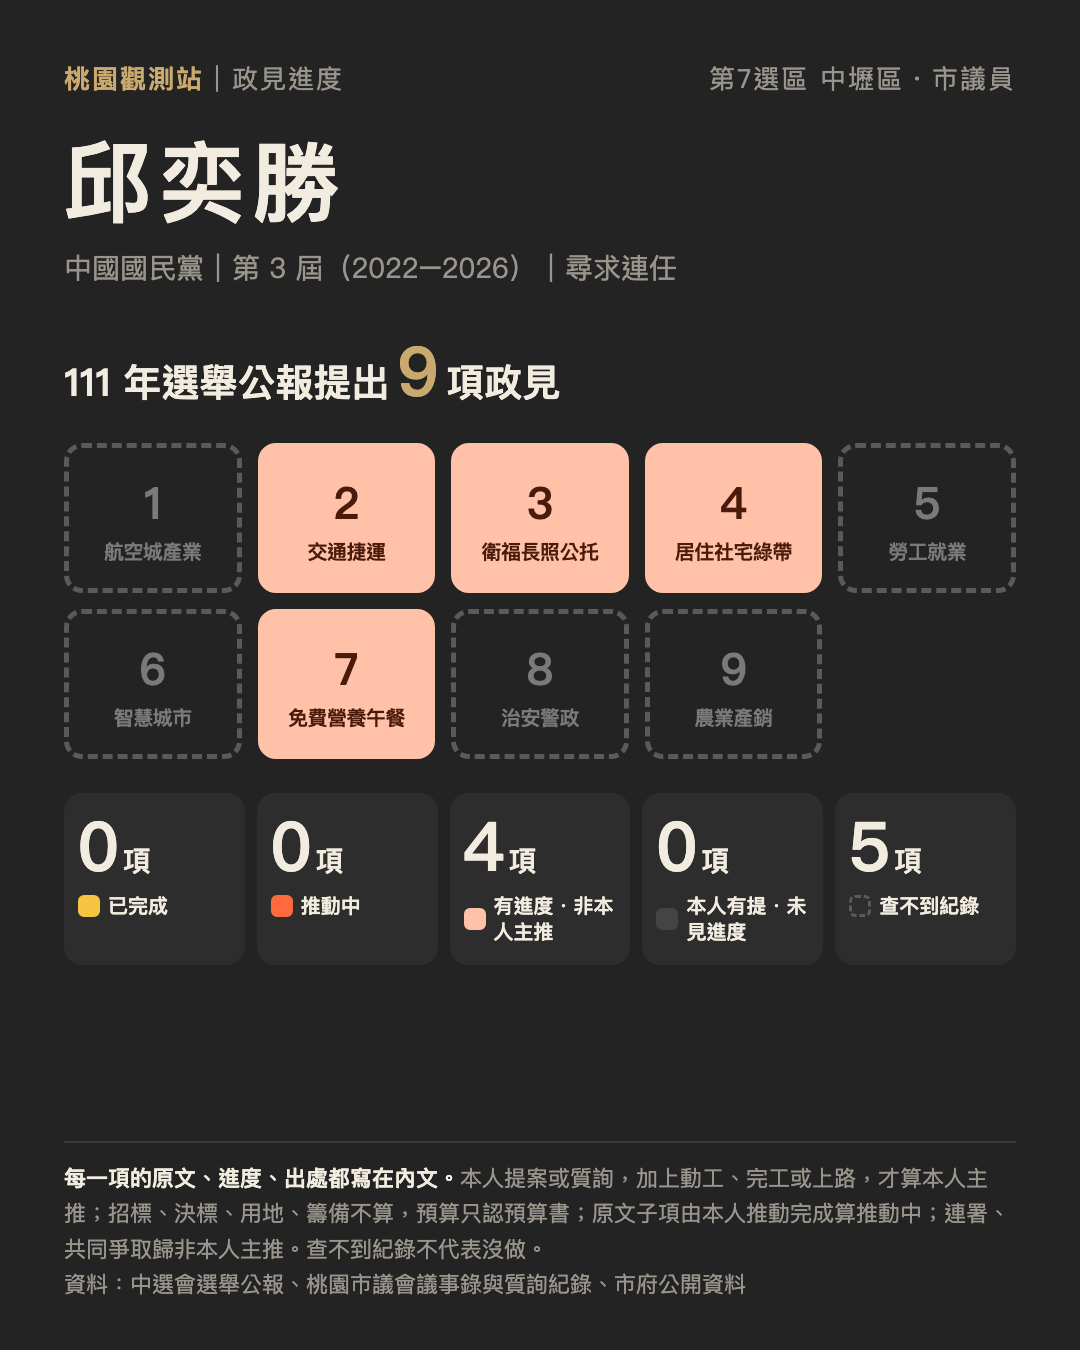 桃園觀測站｜政見進度
第7選區 中壢區·市議員
邱奕勝
中國國民黨｜第 3 屆（2022–2026）｜尋求連任
111 年選舉公報提出 9 項政見
1
航空城產業
2
交通捷運
3
衛福長照公托
4
居住社宅綠帶
5
勞工就業
6
智慧城市
7
免費營養午餐
8
治安警政
9
農業產銷
0項
已完成
0項
推動中
4項
有進度·非本
人主推
0項
本人有提·未
見進度
5項
查不到紀錄
每一項的原文、進度、出處都寫在內文。本人提案或質詢，加上動工、完工或上路，才算本人主
推；招標、決標、用地、籌備不算，預算只認預算書；原文子項由本人推動完成算推動中；連署、
共同爭取歸非本人主推。查不到紀錄不代表沒做。
資料：中選會選舉公報、桃園市議會議事錄與質詢紀錄、市府公開資料